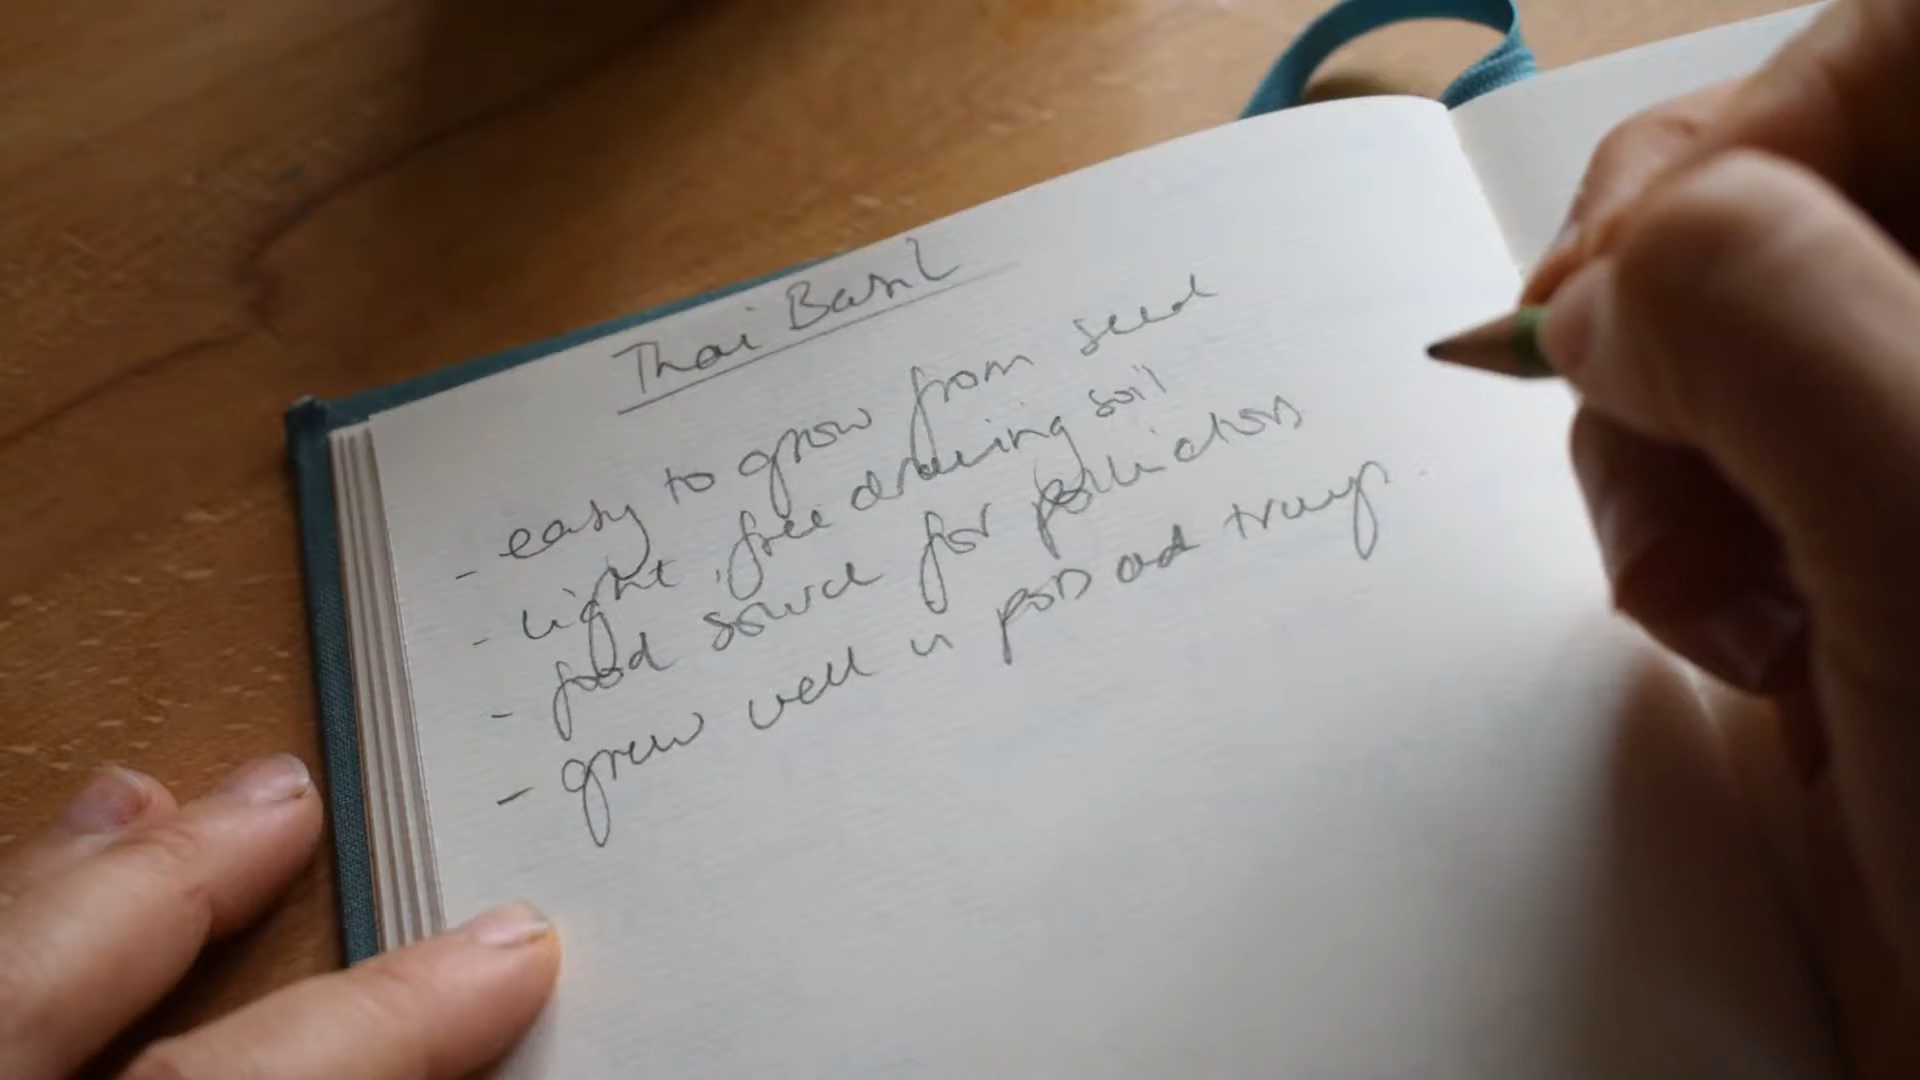 Thai Basil
- easy to grow from seed
- light, free draining soil
- food source for pollinators
- grow well in pots and